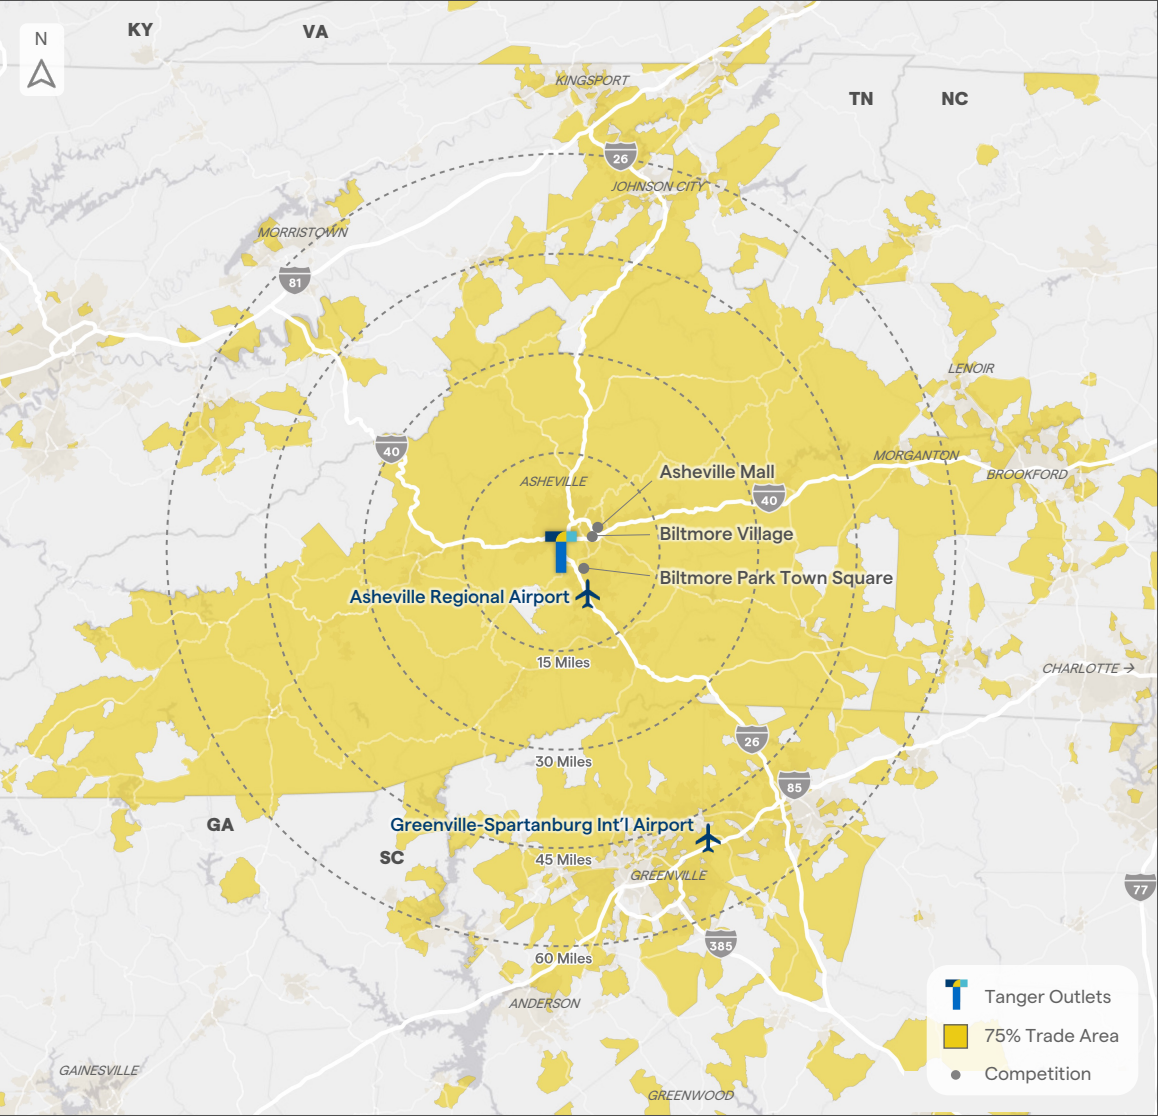 KY
VA
N
KINGSPORT
TN
NC
26
JOHNSON CITY
MORRISTOWN
81
LENOIR
40
MORGANTON
Asheville Mall
BROOKFORD
ASHEVILLE
40
Biltmore Village
Biltmore Park Town Square
Asheville Regional Airport
15 Miles
CHARLOTTE →
26
30 Miles
85
GA
Greenville-Spartanburg Int'l Airport
SC
45 Miles
GREENVILLE
77
385
60 Miles
ANDERSON
Tanger Outlets
75% Trade Area
Competition
GAINESVILLE
GREENWOOD